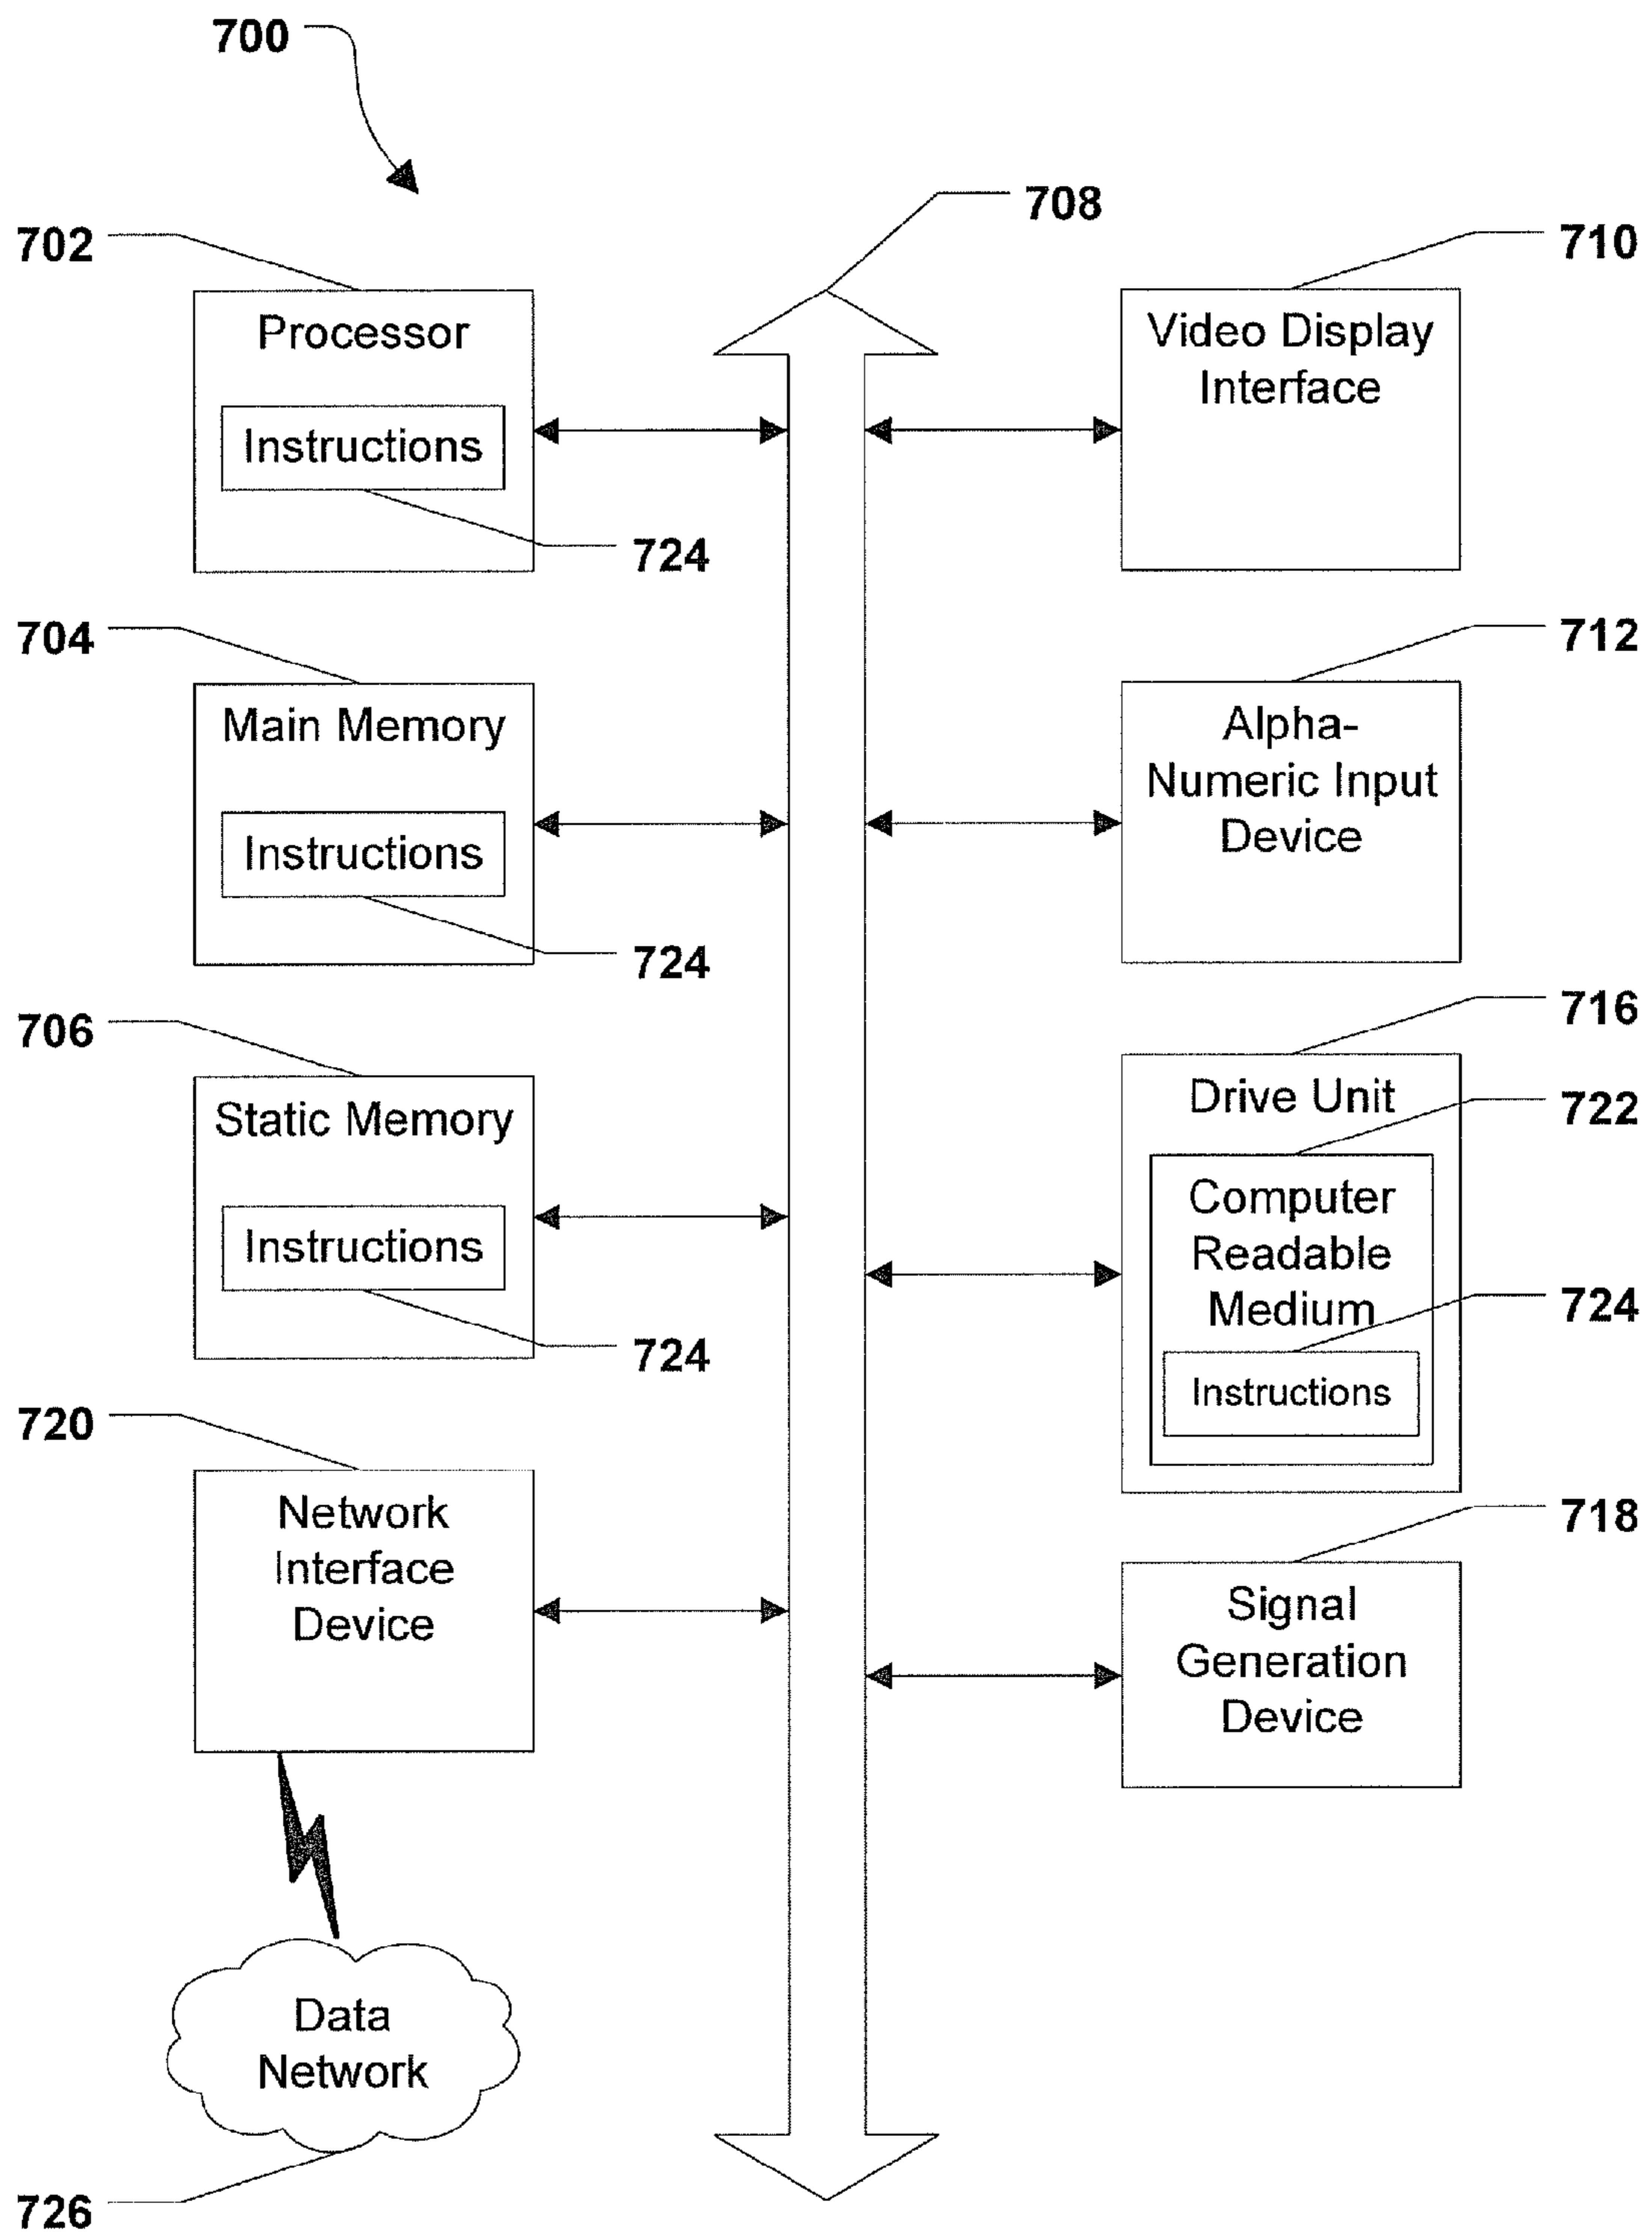 700
708
702
710
Processor
Instructions
724
Video Display
Interface
704
712
Main Memory
Instructions
724
Alpha-
Numeric Input
Device
706
716
Static Memory
Instructions
724
Drive Unit
722
Computer
Readable
Medium
724
Instructions
720
718
Network
Interface
Device
Signal
Generation
Device
Data
Network
726